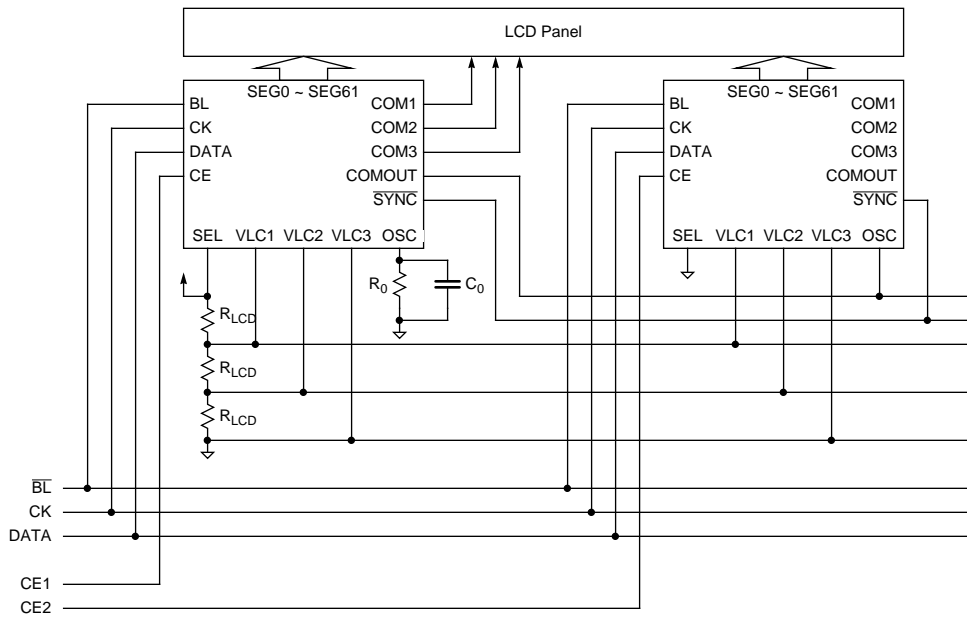 LCD Panel
SEG0 ~ SEG61
BL
CK
DATA
CE
COM1
COM2
COM3
COMOUT
SYNC
SEL VLC1 VLC2 VLC3 OSC
SEG0 ~ SEG61
BL
CK
DATA
CE
COM1
COM2
COM3
COMOUT
SYNC
SEL VLC1 VLC2 VLC3 OSC
R0
C0
RLCD
RLCD
RLCD
BL
CK
DATA
CE1
CE2